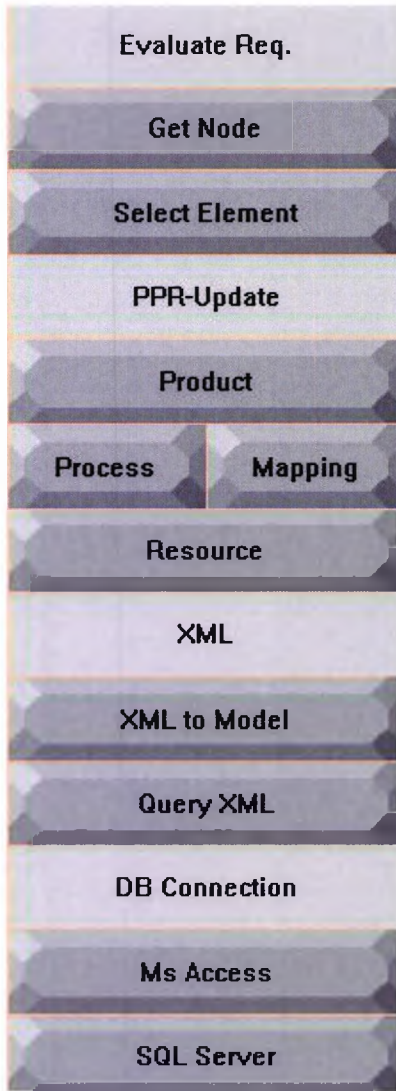 Evaluate Req.
Get Node
Select Element
PPR-Update
Product
Process Mapping
Resource
XML
XML to Model
Query XML
DB Connection
Ms Access
SQL Server